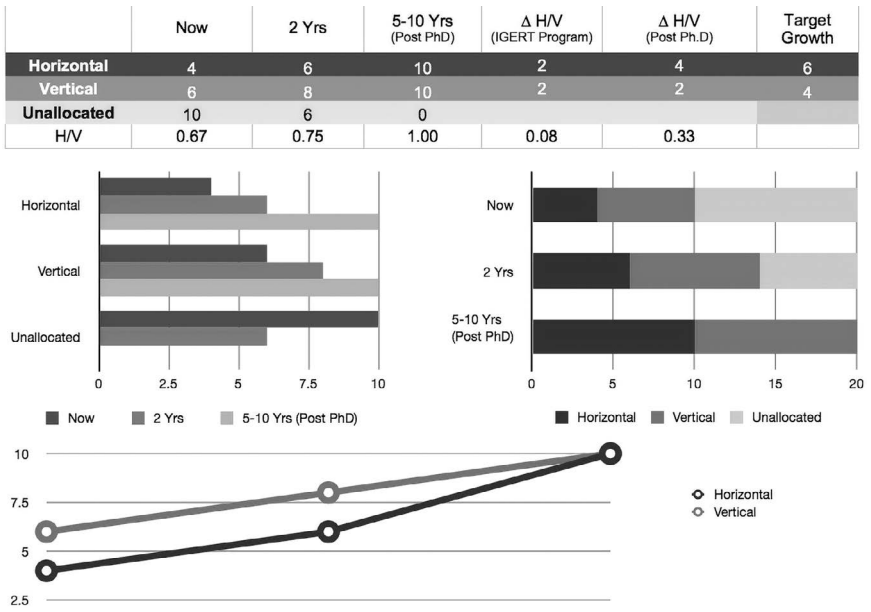 Now 2 Yrs 5-10 Yrs (Post PhD) Δ H/V (IGERT Program) Δ H/V (Post Ph.D) Target Growth
Horizontal 4 6 10 2 4 6
Vertical 6 8 10 2 2 4
Unallocated 10 6 0
H/V 0.67 0.75 1.00 0.08 0.33
Horizontal
Vertical
Unallocated
0 2.5 5 7.5 10
Now 2 Yrs 5-10 Yrs (Post PhD)
Now
2 Yrs
5-10 Yrs
(Post PhD)
0 5 10 15 20
Horizontal Vertical Unallocated
10
7.5
5
2.5
Horizontal
Vertical